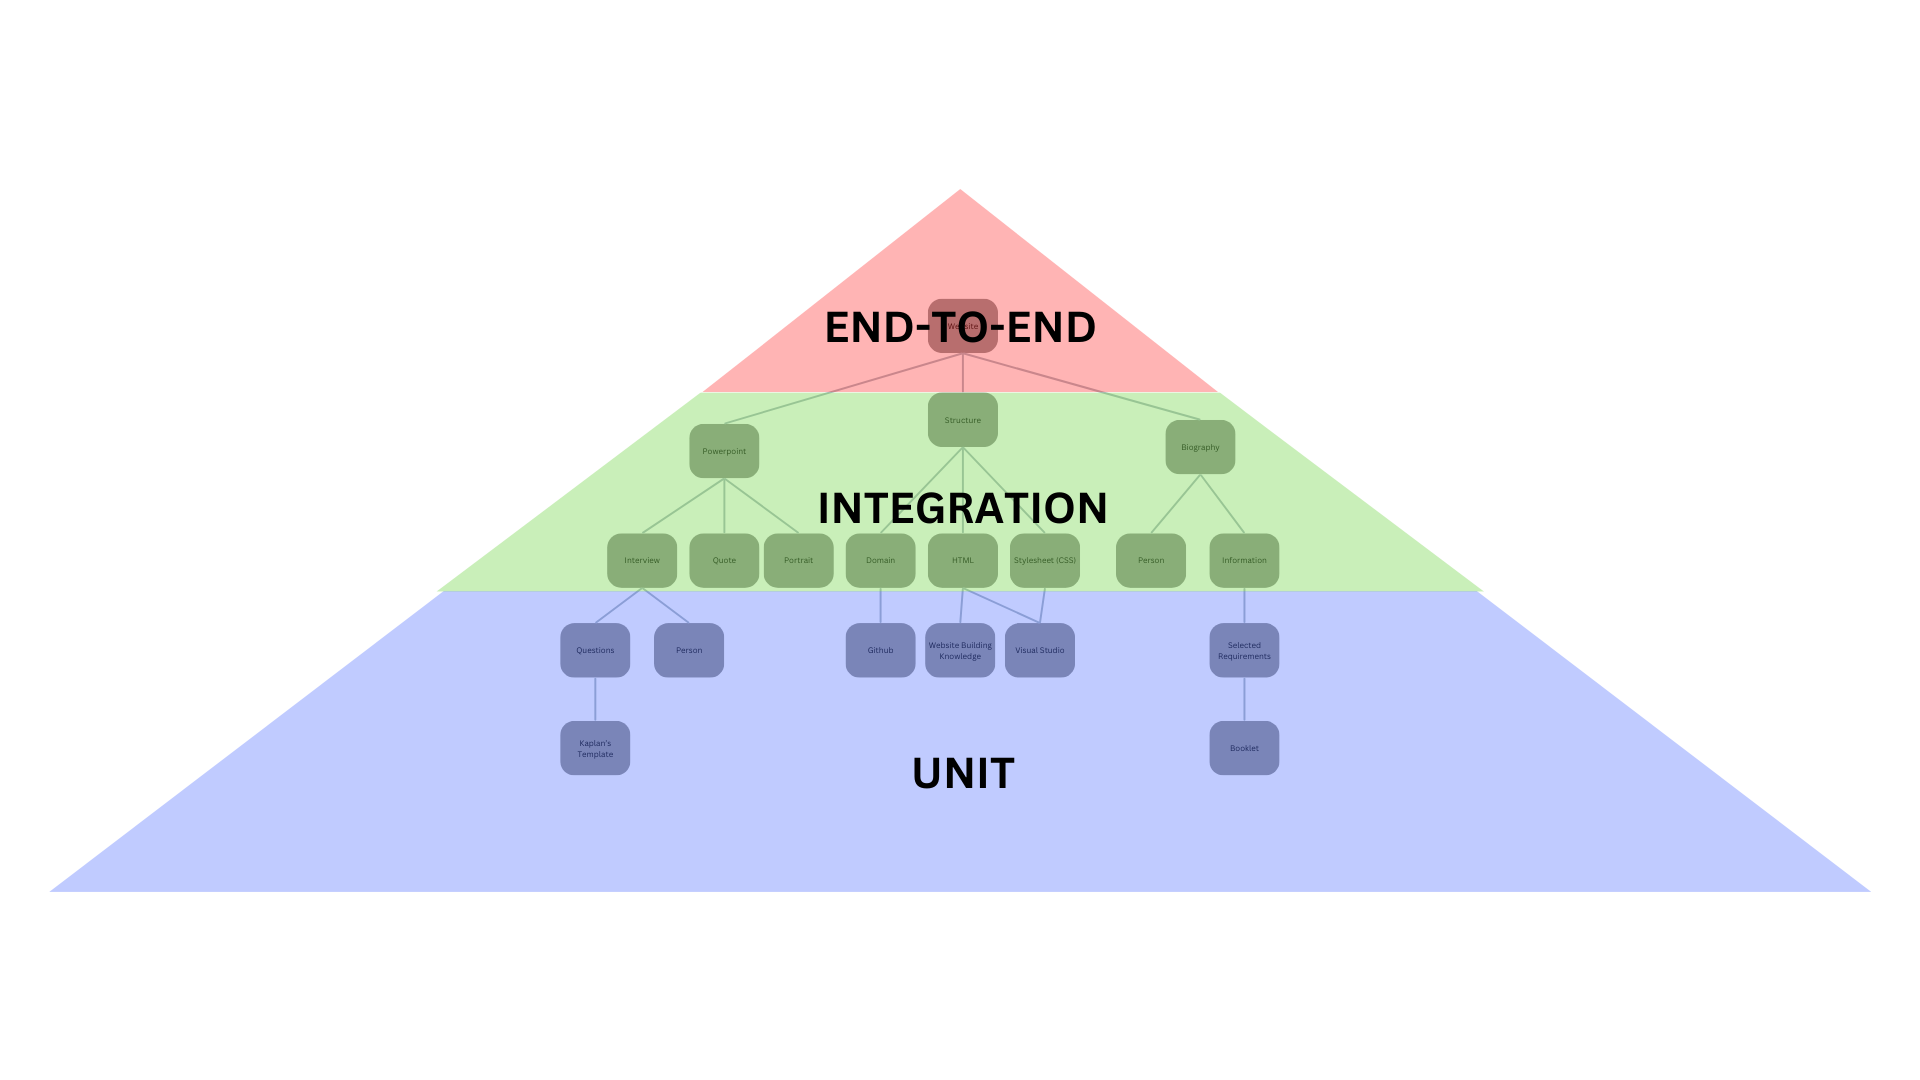 Website
END-TO-END
Structure
Powerpoint
Biography
INTEGRATION
Interview
Quote
Portrait
Domain
HTML
Stylesheet (CSS)
Person
Information
Questions
Person
Github
Website Building
Knowledge
Visual Studio
Selected
Requirements
Kaplan's
Template
Booklet
UNIT